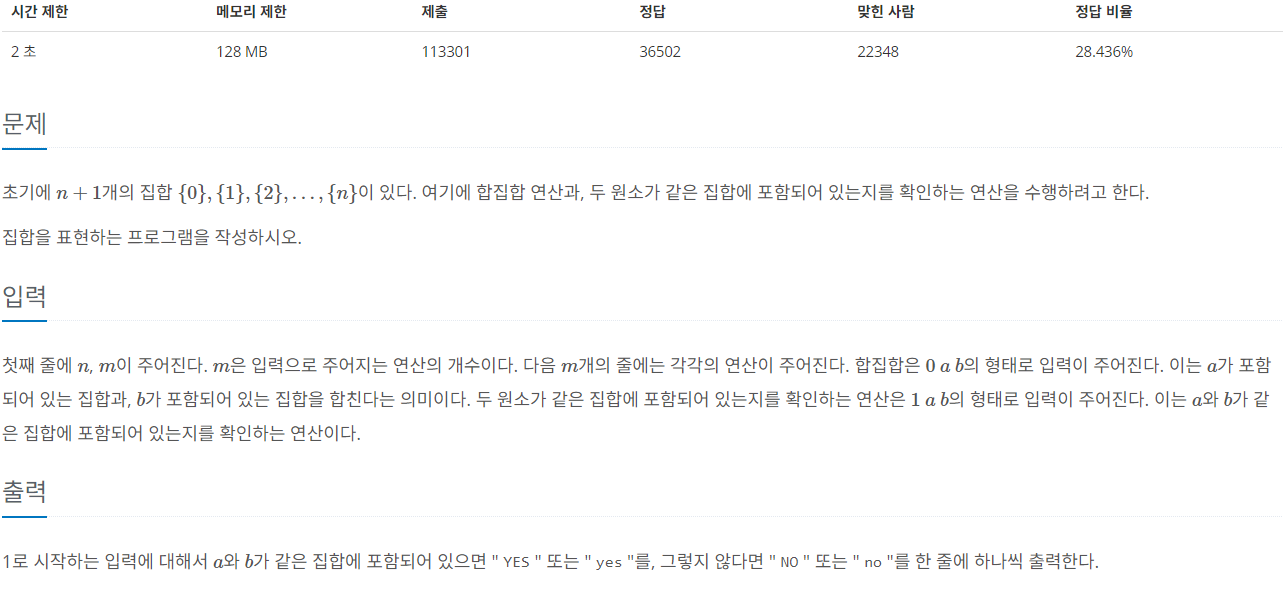 시간 제한 메모리 제한 제출 정답 맞힌 사람 정답 비율
2 초 128 MB 113301 36502 22348 28.436%
문제
초기에 n + 1개의 집합 {0}, {1}, {2}, . . . , {n}이 있다. 여기에 합집합 연산과, 두 원소가 같은 집합에 포함되어 있는지를 확인하는 연산을 수행하려고 한다.
집합을 표현하는 프로그램을 작성하시오.
입력
첫째 줄에 n, m이 주어진다. m은 입력으로 주어지는 연산의 개수이다. 다음 m개의 줄에는 각각의 연산이 주어진다. 합집합은 0 a b의 형태로 입력이 주어진다. 이는 a가 포함
되어 있는 집합과, b가 포함되어 있는 집합을 합친다는 의미이다. 두 원소가 같은 집합에 포함되어 있는지를 확인하는 연산은 1 a b의 형태로 입력이 주어진다. 이는 a와 b가 같
은 집합에 포함되어 있는지를 확인하는 연산이다.
출력
1로 시작하는 입력에 대해서 a와 b가 같은 집합에 포함되어 있으면 " YES " 또는 " yes "를, 그렇지 않다면 " NO " 또는 " no "를 한 줄에 하나씩 출력한다.